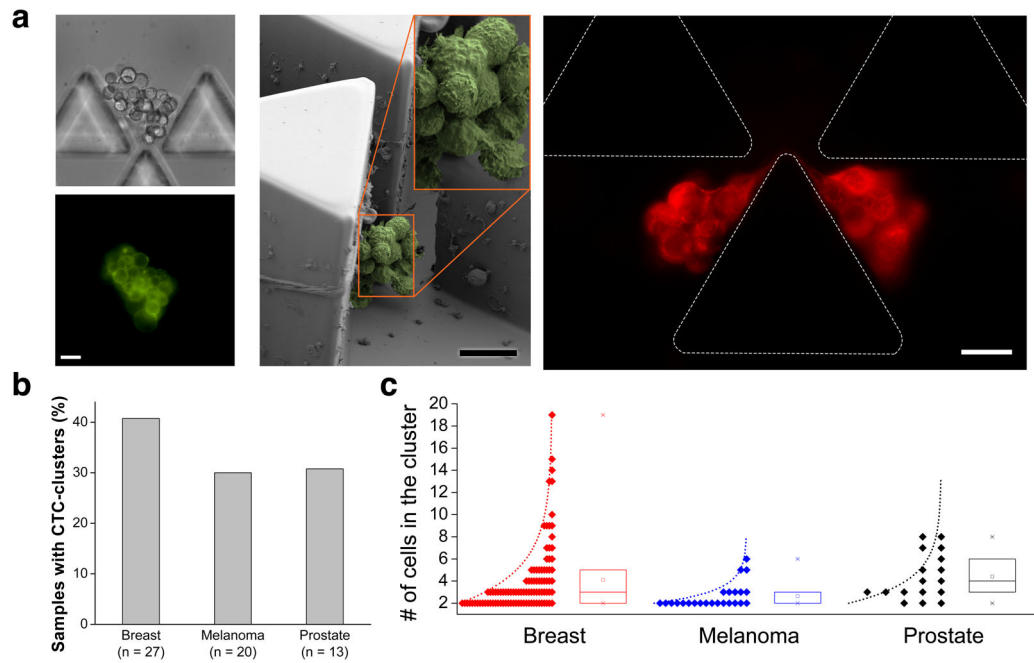 a
b
Samples with CTC-clusters (%)
40
30
20
10
0
Breast
(n = 27)
Melanoma
(n = 20)
Prostate
(n = 13)
c
# of cells in the cluster
20
18
16
14
12
10
8
6
4
2
Breast
Melanoma
Prostate